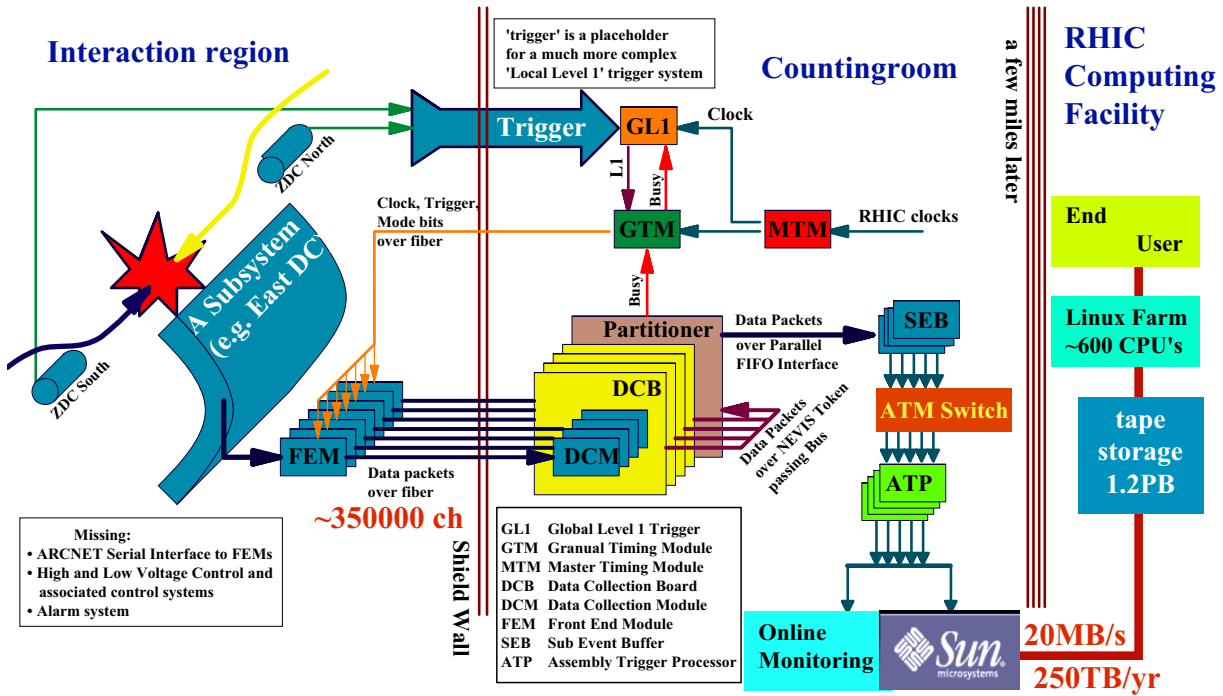 Interaction region
'trigger' is a placeholder
for a much more complex
'Local Level 1' trigger system
Countingroom
a few miles later
RHIC
Computing
Facility
Trigger
GL1
Clock
ZDC North
L1
Busy
Clock, Trigger,
Mode bits
over fiber
GTM
MTM
RHIC clocks
End
User
A Subsystem
(e.g. East DC)
Busy
Partitioner
Data Packets
over Parallel
FIFO Interface
SEB
Linux Farm
~600 CPU's
ZDC South
DCB
ATM Switch
Data Packets
over NEVIS Token
passing Bus
tape
storage
1.2PB
FEM
DCM
Data packets
over fiber
ATP
~350000 ch
Missing:
• ARCNET Serial Interface to FEMs
• High and Low Voltage Control and
associated control systems
• Alarm system
Shield Wall
GL1 Global Level 1 Trigger
GTM Granual Timing Module
MTM Master Timing Module
DCB Data Collection Board
DCM Data Collection Module
FEM Front End Module
SEB Sub Event Buffer
ATP Assembly Trigger Processor
Online
Monitoring
Sun
microsystems
20MB/s
250TB/yr